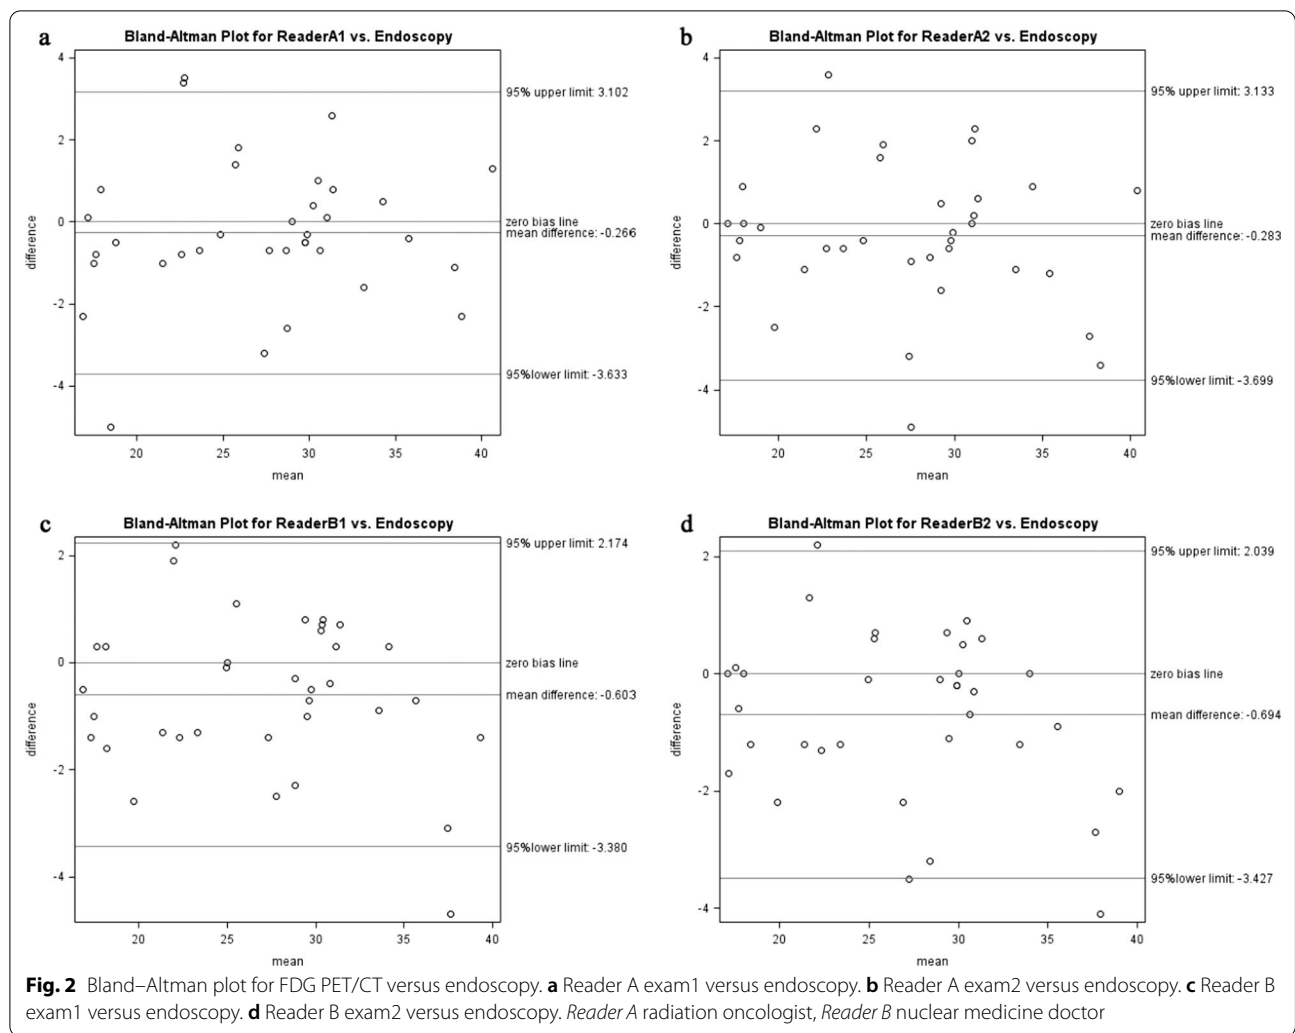 a
Bland-Altman Plot for ReaderA1 vs. Endoscopy
4
2
0
-2
-4
difference
95% upper limit: 3.102
zero bias line
mean difference: -0.266
95%lower limit: -3.633
20 25 30 35 40
mean
b
Bland-Altman Plot for ReaderA2 vs. Endoscopy
4
2
0
-2
-4
difference
95% upper limit: 3.133
zero bias line
mean difference: -0.283
95%lower limit: -3.699
20 25 30 35 40
mean
c
Bland-Altman Plot for ReaderB1 vs. Endoscopy
2
0
-2
-4
difference
95% upper limit: 2.174
zero bias line
mean difference: -0.603
95%lower limit: -3.380
20 25 30 35 40
mean
d
Bland-Altman Plot for ReaderB2 vs. Endoscopy
2
0
-2
-4
difference
95% upper limit: 2.039
zero bias line
mean difference: -0.694
95%lower limit: -3.427
20 25 30 35 40
mean
Fig. 2 Bland–Altman plot for FDG PET/CT versus endoscopy. a Reader A exam1 versus endoscopy. b Reader A exam2 versus endoscopy. c Reader B
exam1 versus endoscopy. d Reader B exam2 versus endoscopy. Reader A radiation oncologist, Reader B nuclear medicine doctor